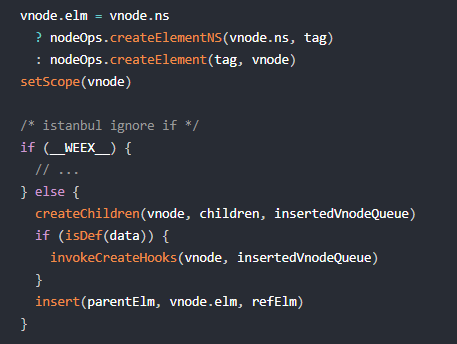 vnode.elm = vnode.ns
? nodeOps.createElementNS(vnode.ns, tag)
: nodeOps.createElement(tag, vnode)
setScope(vnode)
/* istanbul ignore if */
if (__WEEX__) {
// ...
} else {
createChildren(vnode, children, insertedVnodeQueue)
if (isDef(data)) {
invokeCreateHooks(vnode, insertedVnodeQueue)
}
insert(parentElm, vnode.elm, refElm)
}